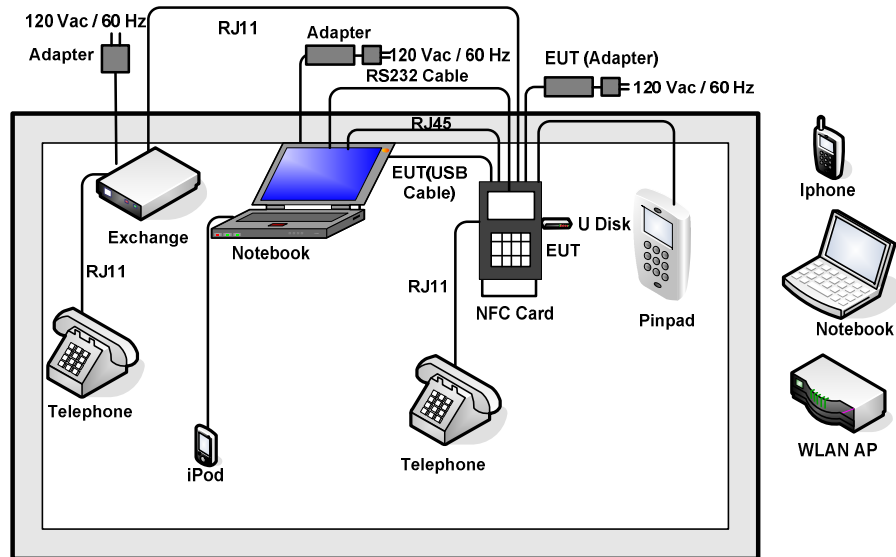 120 Vac / 60 Hz
Adapter
RJ11
Adapter
120 Vac / 60 Hz
RS232 Cable
EUT (Adapter)
120 Vac / 60 Hz
RJ45
EUT(USB
Cable)
Iphone
Exchange
Notebook
U Disk
EUT
RJ11
RJ11
NFC Card
Pinpad
Notebook
Telephone
iPod
Telephone
WLAN AP